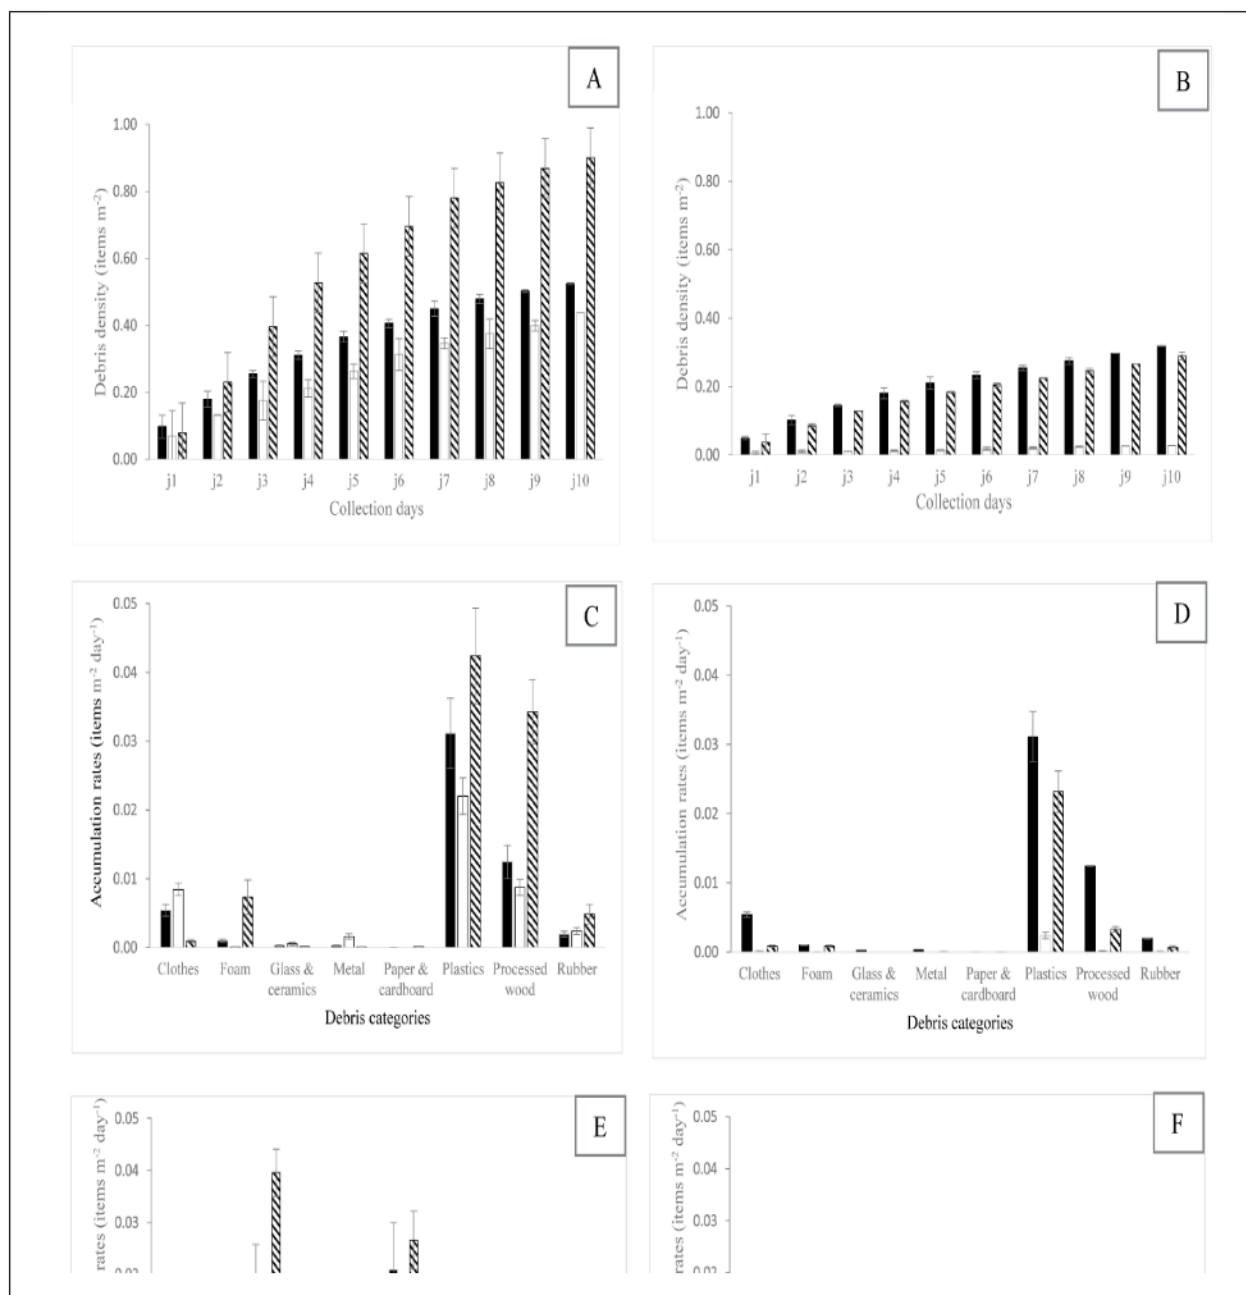 A
1.00
0.80
0.60
0.40
0.20
0.00
Debris density (items m⁻²)
j1 j2 j3 j4 j5 j6 j7 j8 j9 j10
Collection days
B
1.00
0.80
0.60
0.40
0.20
0.00
Debris density (items m⁻²)
j1 j2 j3 j4 j5 j6 j7 j8 j9 j10
Collection days
C
0.05
0.04
0.03
0.02
0.01
0.00
Accumulation rates (items m⁻² day⁻¹)
Clothes Foam Glass & Metal Paper & Plastics Processed Rubber
ceramics cardboard wood
Debris categories
D
0.05
0.04
0.03
0.02
0.01
0.00
Accumulation rates (items m⁻² day⁻¹)
Clothes Foam Glass & Metal Paper & Plastics Processed Rubber
ceramics cardboard wood
Debris categories
E
0.05
0.04
0.03
0.02
rates (items m⁻² day⁻¹)
F
0.05
0.04
0.03
0.02
rates (items m⁻² day⁻¹)